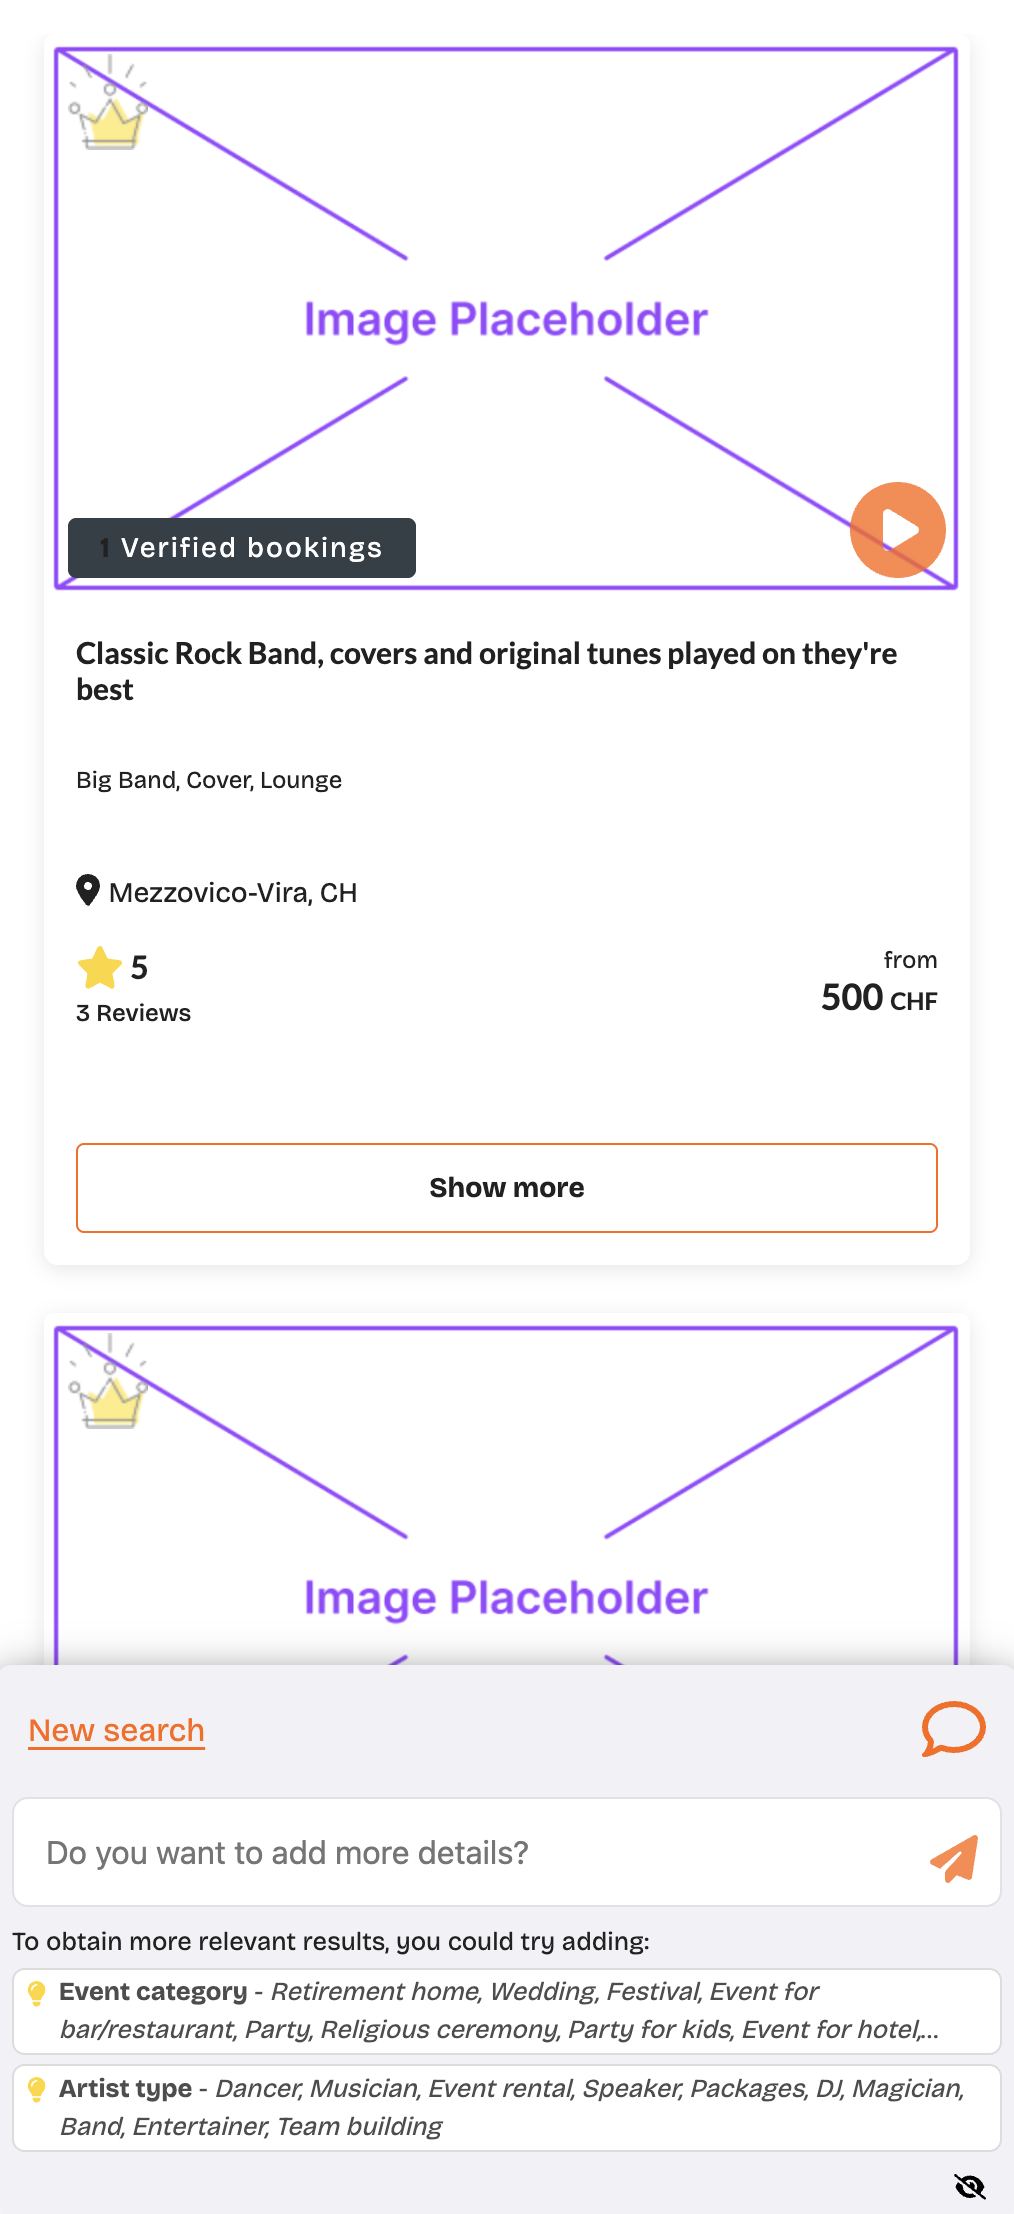 Image Placeholder
1 Verified bookings
Classic Rock Band, covers and original tunes played on they're
best
Big Band, Cover, Lounge
Mezzovico-Vira, CH
5
3 Reviews
from
500 CHF
Show more
Image Placeholder
New search
Do you want to add more details?
To obtain more relevant results, you could try adding:
Event category - Retirement home, Wedding, Festival, Event for
bar/restaurant, Party, Religious ceremony, Party for kids, Event for hotel,...
Artist type - Dancer, Musician, Event rental, Speaker, Packages, DJ, Magician,
Band, Entertainer, Team building